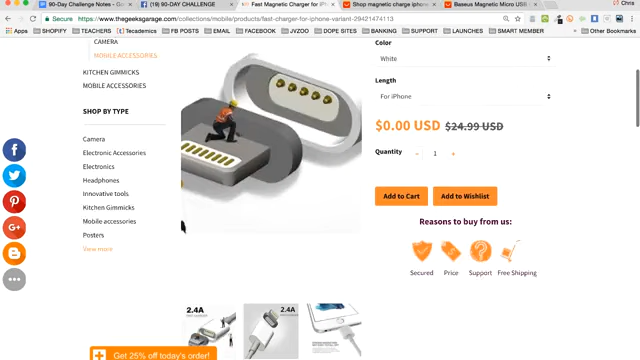 90-Day Challenge Notes -
(19) 90-DAY CHALLENGE
Fast Magnetic Charger for iP
Shop magnetic charge iphone
Baseus Magnetic Micro USB
Chris
Secure
https://www.thegeeksgarage.com/collections/mobile/products/fast-charger-for-iphone-variant-29421474113
Apps
SHOPIFY
TEACHERS
Tecademics
FACEBOOK
JVZOO
DOPE SITES
BANKING
SUPPORT
LAUNCHES
SMART MEMBER
Other Bookmarks
CAMERA
MOBILE ACCESSORIES
KITCHEN GIMMICKS
MOBILE ACCESSORIES
SHOP BY TYPE
Camera
Electronic Accessories
Electronics
Headphones
Innovative tools
Kitchen Gimmicks
Mobile accessories
Posters
View more
Color
White
Length
For iPhone
$0.00 USD $24.99 USD
Quantity - 1 +
Add to Cart
Add to Wishlist
Reasons to buy from us:
Secured
Price
Support
Free Shipping
2.4A
2.4A
Get 25% off today's order!